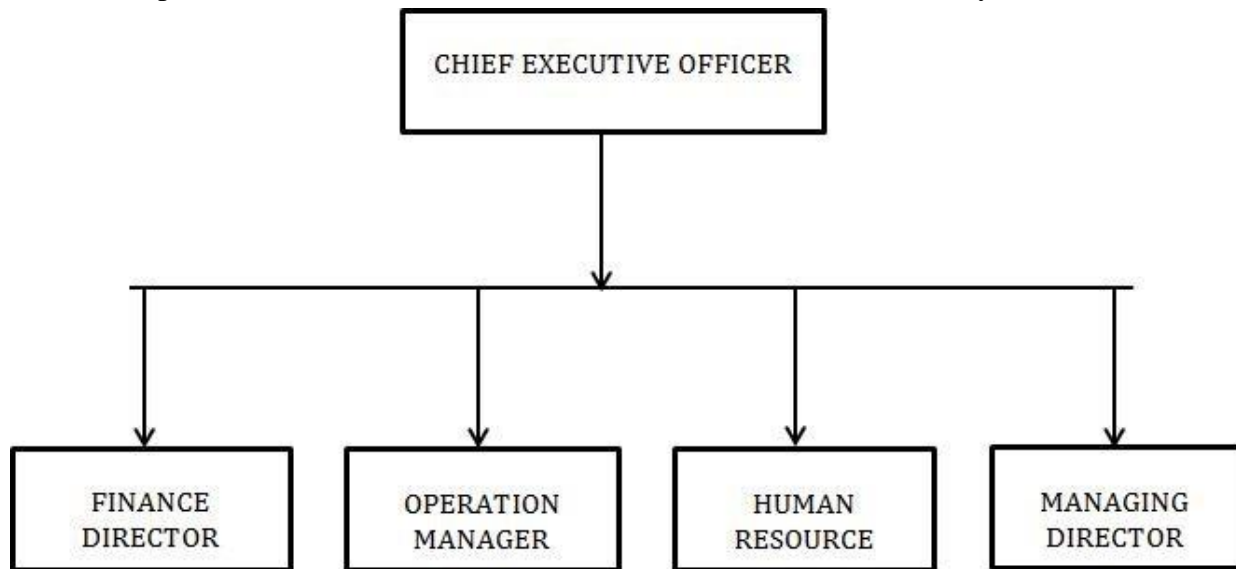 CHIEF EXECUTIVE OFFICER
FINANCE
DIRECTOR
OPERATION
MANAGER
HUMAN
RESOURCE
MANAGING
DIRECTOR